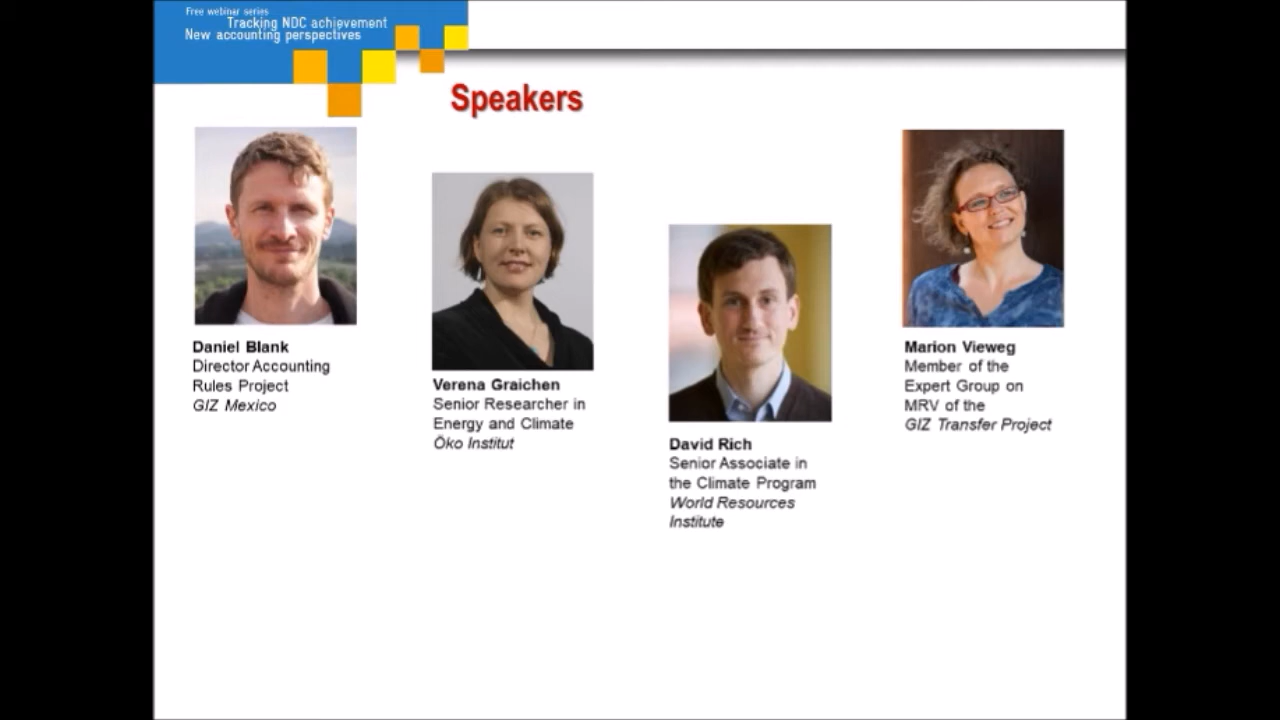 Free webinar series
Tracking NDC achievement
New accounting perspectives
Speakers
Daniel Blank
Director Accounting
Rules Project
GIZ Mexico
Verena Graichen
Senior Researcher in
Energy and Climate
Öko Institut
David Rich
Senior Associate in
the Climate Program
World Resources
Institute
Marion Vieweg
Member of the
Expert Group on
MRV of the
GIZ Transfer Project